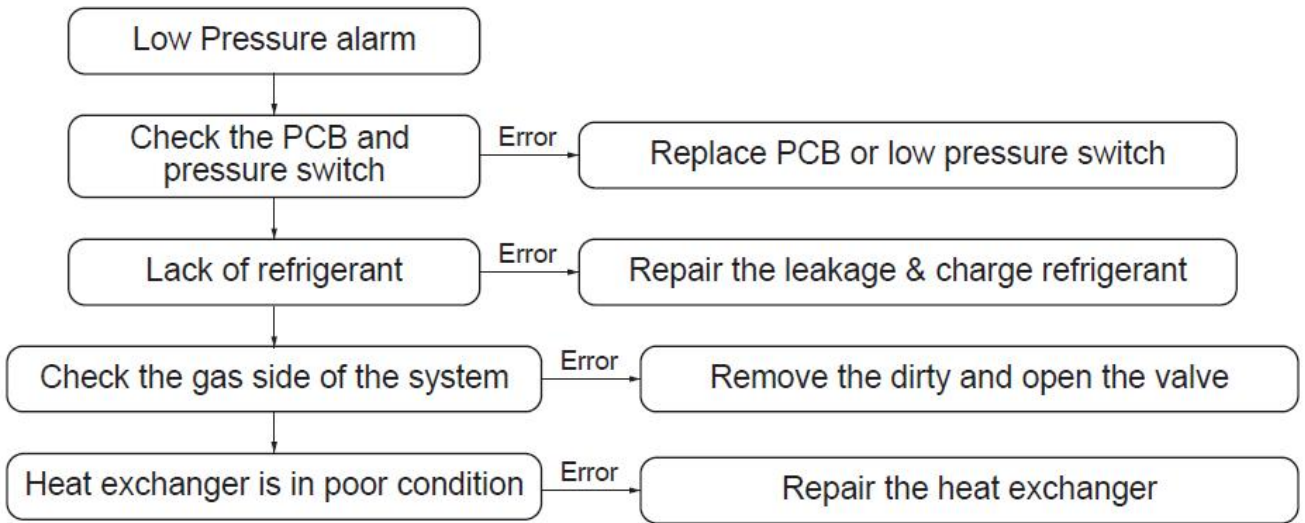 Low Pressure alarm
Check the PCB and
pressure switch
Error
Replace PCB or low pressure switch
Lack of refrigerant
Error
Repair the leakage & charge refrigerant
Check the gas side of the system
Error
Remove the dirty and open the valve
Heat exchanger is in poor condition
Error
Repair the heat exchanger